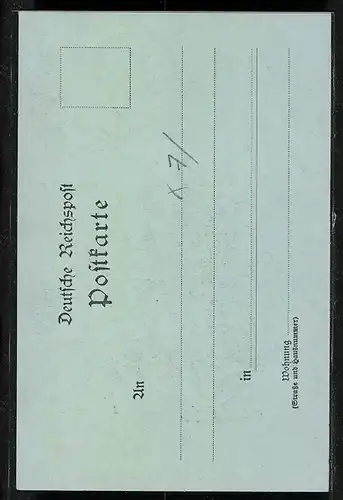 Deutsche Reichspost
Postkarte
An
in
Wohnung
(Straße und Hausnummer)